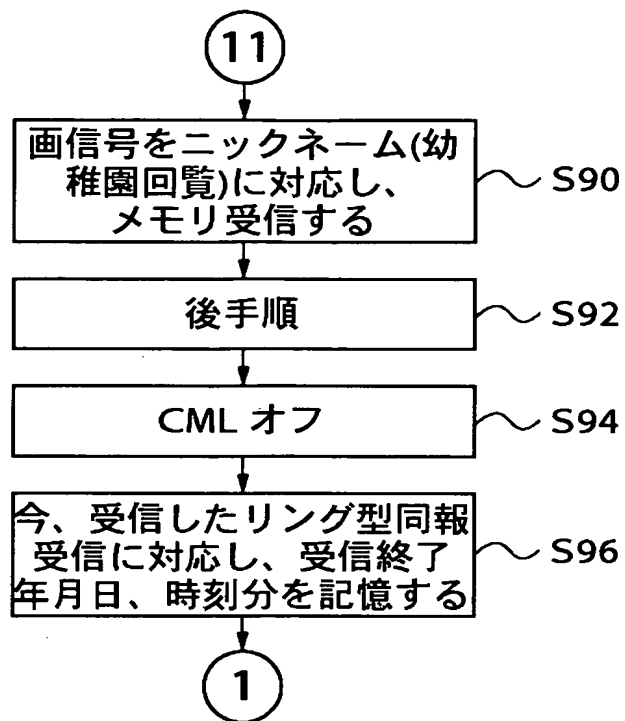 11
画信号をニックネーム(幼
稚園回覧)に対応し、
メモリ受信する
S90
後手順
S92
CML オフ
S94
今、受信したリング型同報
受信に対応し、受信終了
年月日、時刻分を記憶する
S96
1